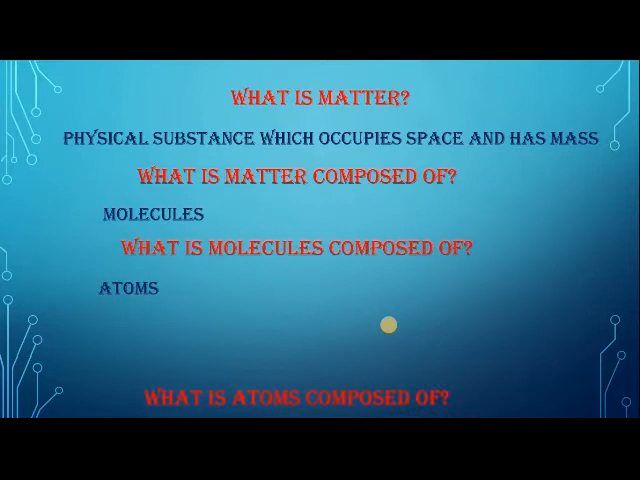 WHAT IS MATTER?
PHYSICAL SUBSTANCE WHICH OCCUPIES SPACE AND HAS MASS
WHAT IS MATTER COMPOSED OF?
MOLECULES
WHAT IS MOLECULES COMPOSED OF?
ATOMS
WHAT IS ATOMS COMPOSED OF?